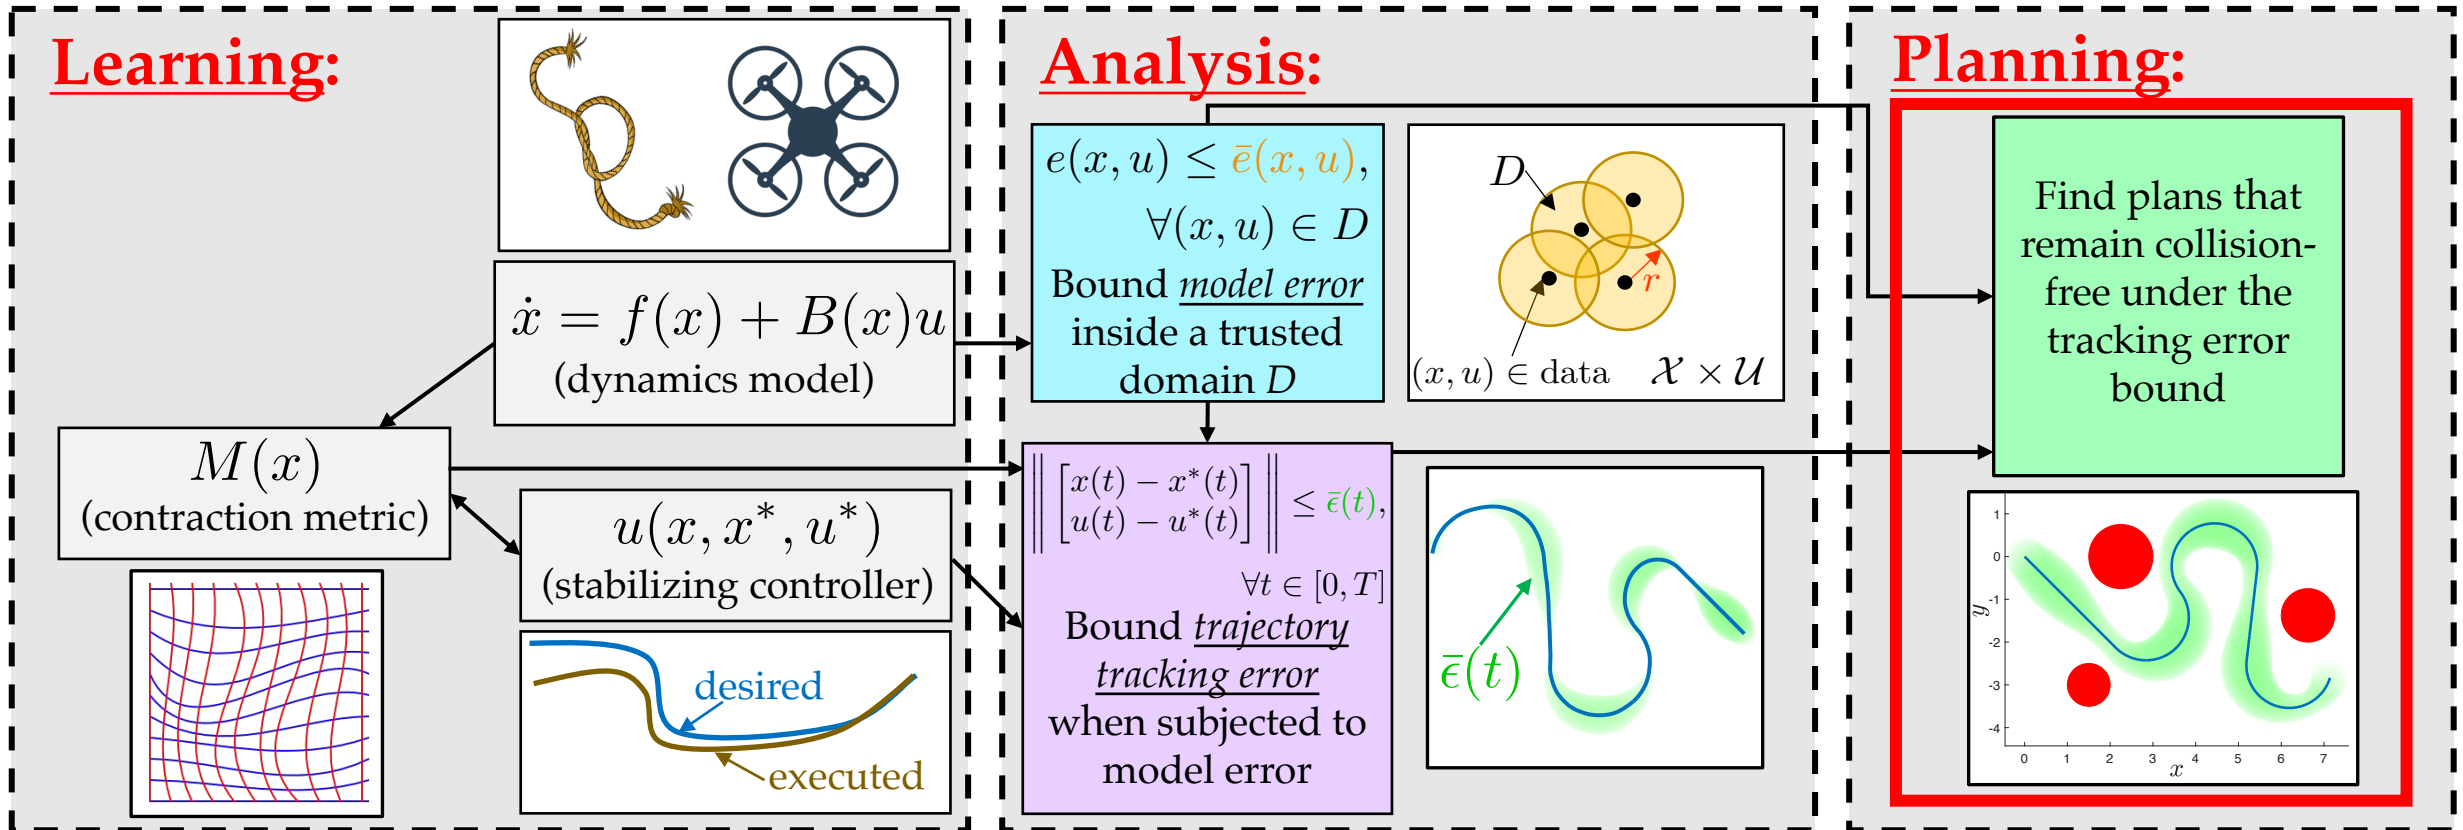 Learning:
ẋ = f(x) + B(x)u
(dynamics model)
M(x)
(contraction metric)
u(x, x*, u*)
(stabilizing controller)
desired
executed
Analysis:
e(x, u) ≤ ē(x, u),
∀(x, u) ∈ D
Bound model error
inside a trusted
domain D
D
r
(x, u) ∈ data X × U
‖ [x(t) − x*(t)
u(t) − u*(t)] ‖ ≤ ϵ̄(t),
∀t ∈ [0, T]
Bound trajectory
tracking error
when subjected to
model error
ϵ̄(t)
Planning:
Find plans that
remain collision-
free under the
tracking error
bound
1
0
-1
-2
-3
-4
y
0 1 2 3 4 5 6 7
x